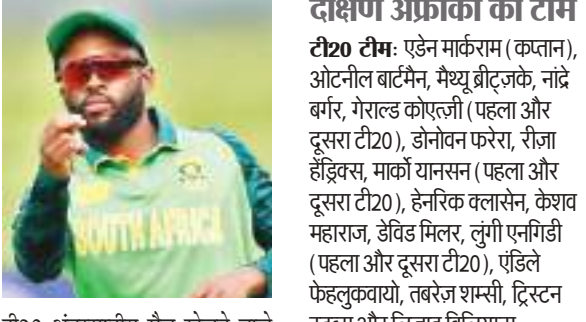 SOUTH AFRICA
दक्षिण अफ्रीका की टीम
टी20 टीमः एडेन मार्कराम (कप्तान),
ओटनील बार्टमैन, मैथ्यू ब्रीट्ज़के, नांद्रे
बर्गर, गेराल्ड कोएत्ज़ी (पहला और
दूसरा टी20), डोनोवन फरेरा, रीज़ा
हेंड्रिक्स, मार्को यानसन (पहला और
दूसरा टी20), हेनरिक क्लासेन, केशव
महाराज, डेविड मिलर, लुंगी एनगिडी
(पहला और दूसरा टी20), एंडिले
फेहलुकवायो, तबरेज़ शम्सी, ट्रिस्टन